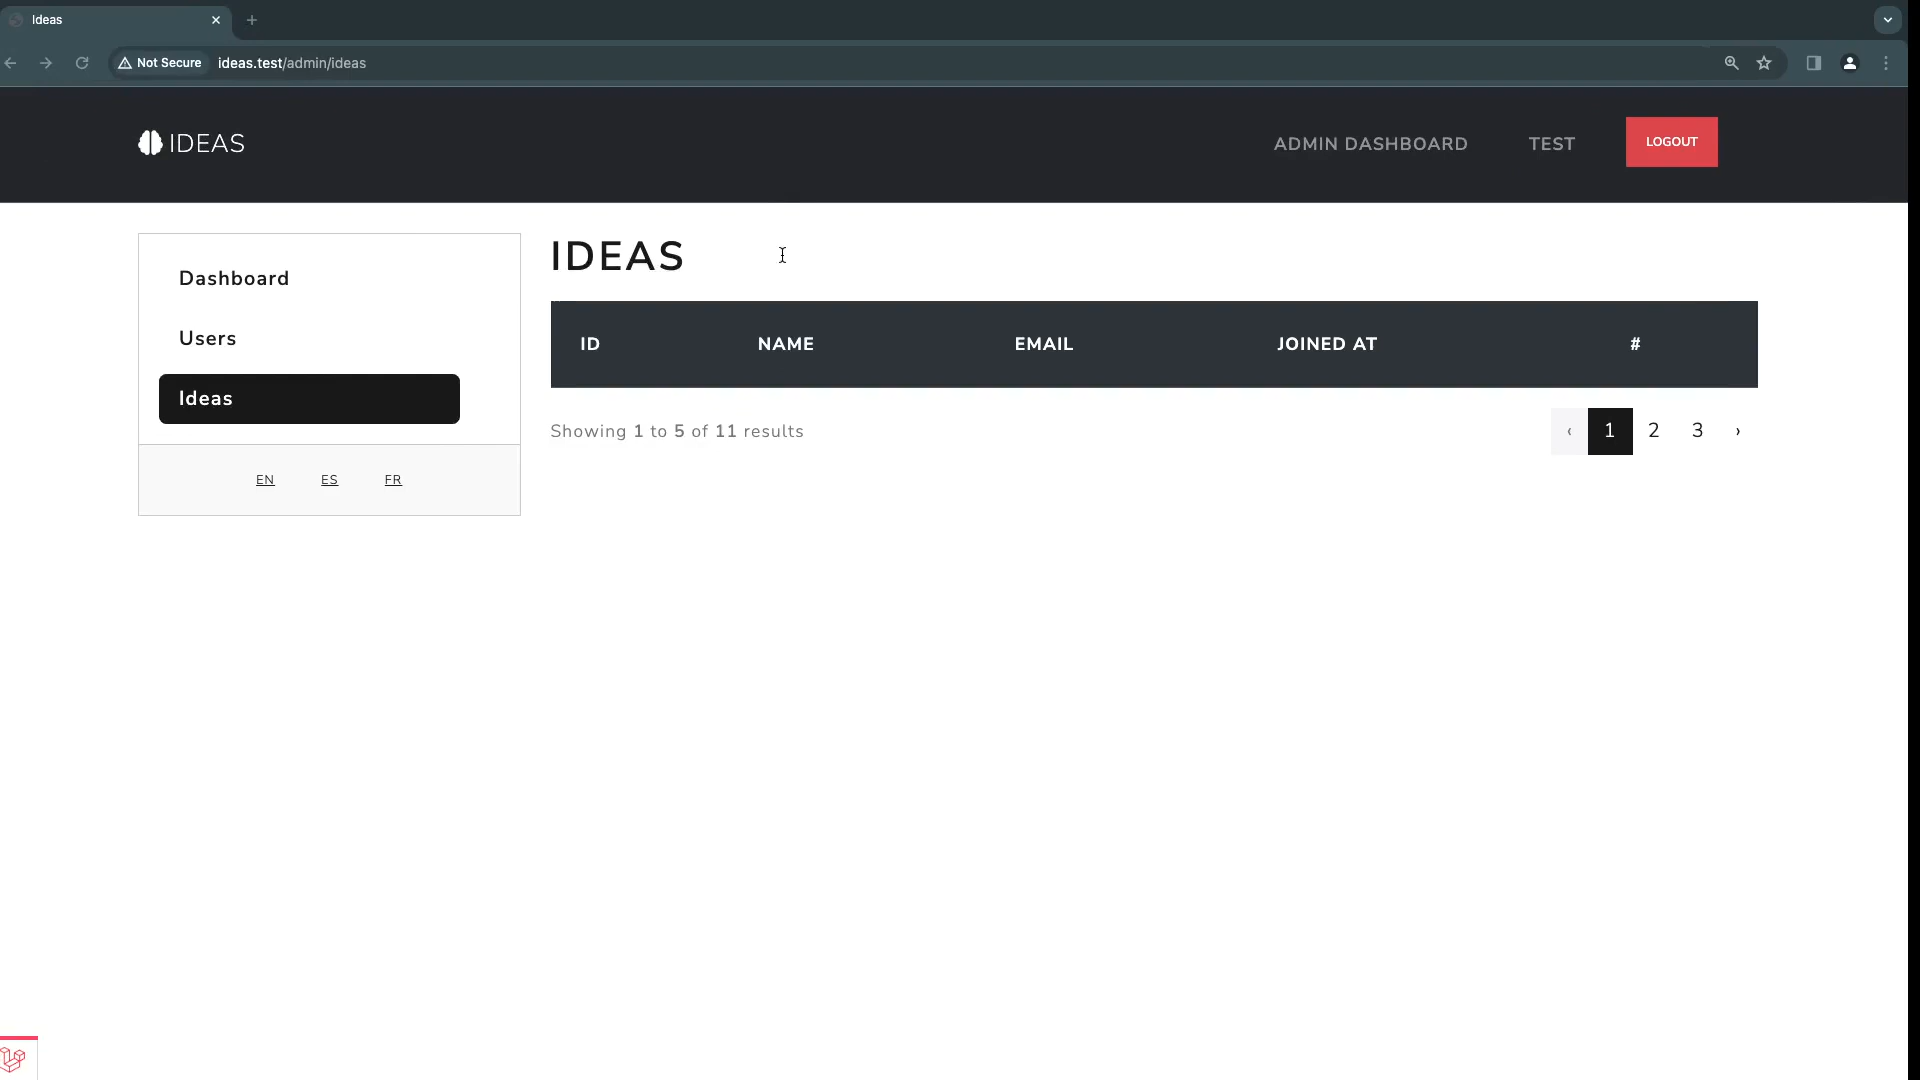 Ideas
Not Secure ideas.test/admin/ideas
IDEAS ADMIN DASHBOARD TEST LOGOUT
Dashboard
Users
Ideas
EN ES FR
IDEAS
ID NAME EMAIL JOINED AT #
Showing 1 to 5 of 11 results ‹ 1 2 3 ›